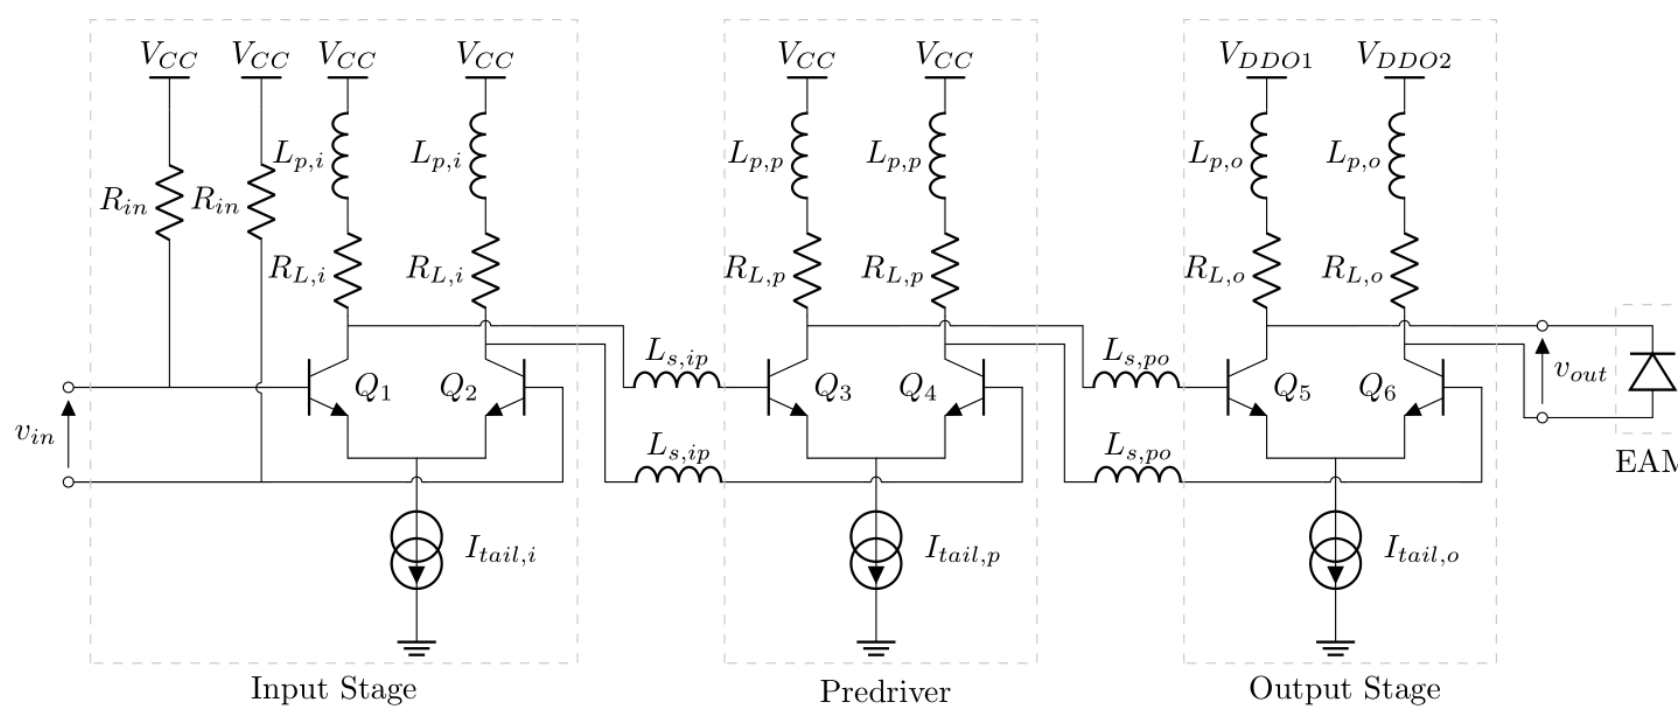 V_{CC} V_{CC} V_{CC} V_{CC} V_{CC} V_{CC} V_{DDO1} V_{DDO2}
L_{p,i} L_{p,i} L_{p,p} L_{p,p} L_{p,o} L_{p,o}
R_{in} R_{in}
R_{L,i} R_{L,i} R_{L,p} R_{L,p} R_{L,o} R_{L,o}
L_{s,ip} L_{s,po}
Q_1 Q_2 Q_3 Q_4 Q_5 Q_6 v_{out}
v_{in} L_{s,ip} L_{s,po}
EAM
I_{tail,i} I_{tail,p} I_{tail,o}
Input Stage Predriver Output Stage